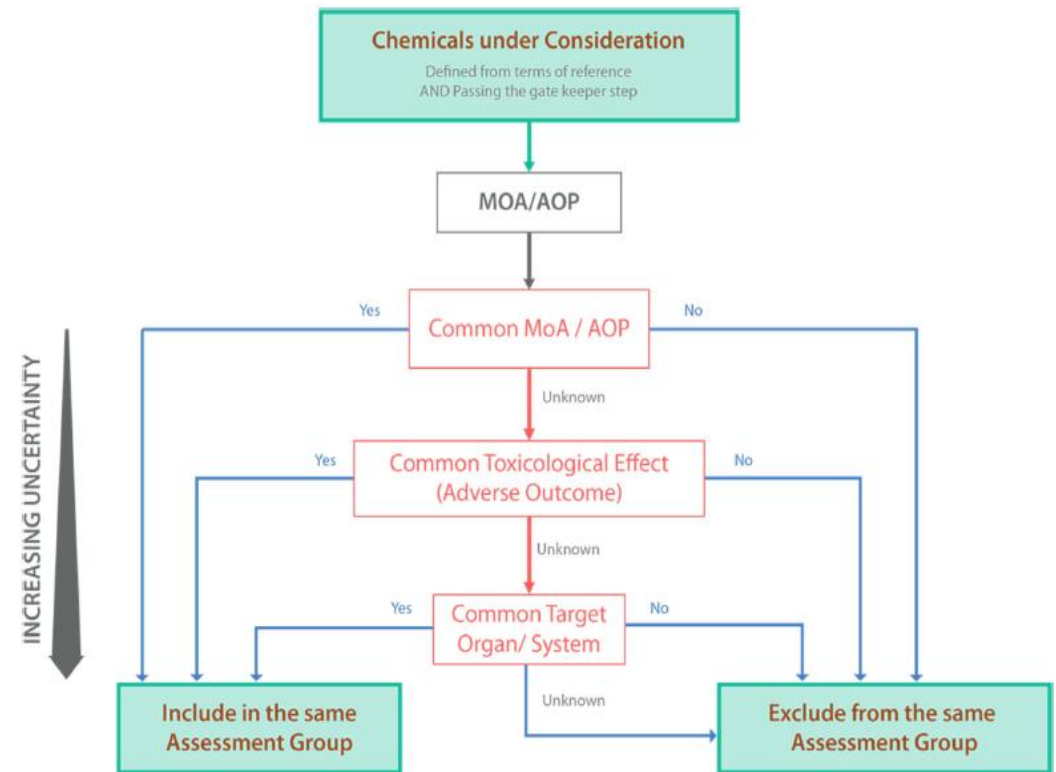 Chemicals under Consideration
Defined from terms of reference
AND Passing the gate keeper step
MOA/AOP
Yes
No
Common MoA / AOP
Unknown
Yes
No
Common Toxicological Effect
(Adverse Outcome)
Unknown
Yes
No
Common Target
Organ/ System
Unknown
INCREASING UNCERTAINTY
Include in the same
Assessment Group
Exclude from the same
Assessment Group